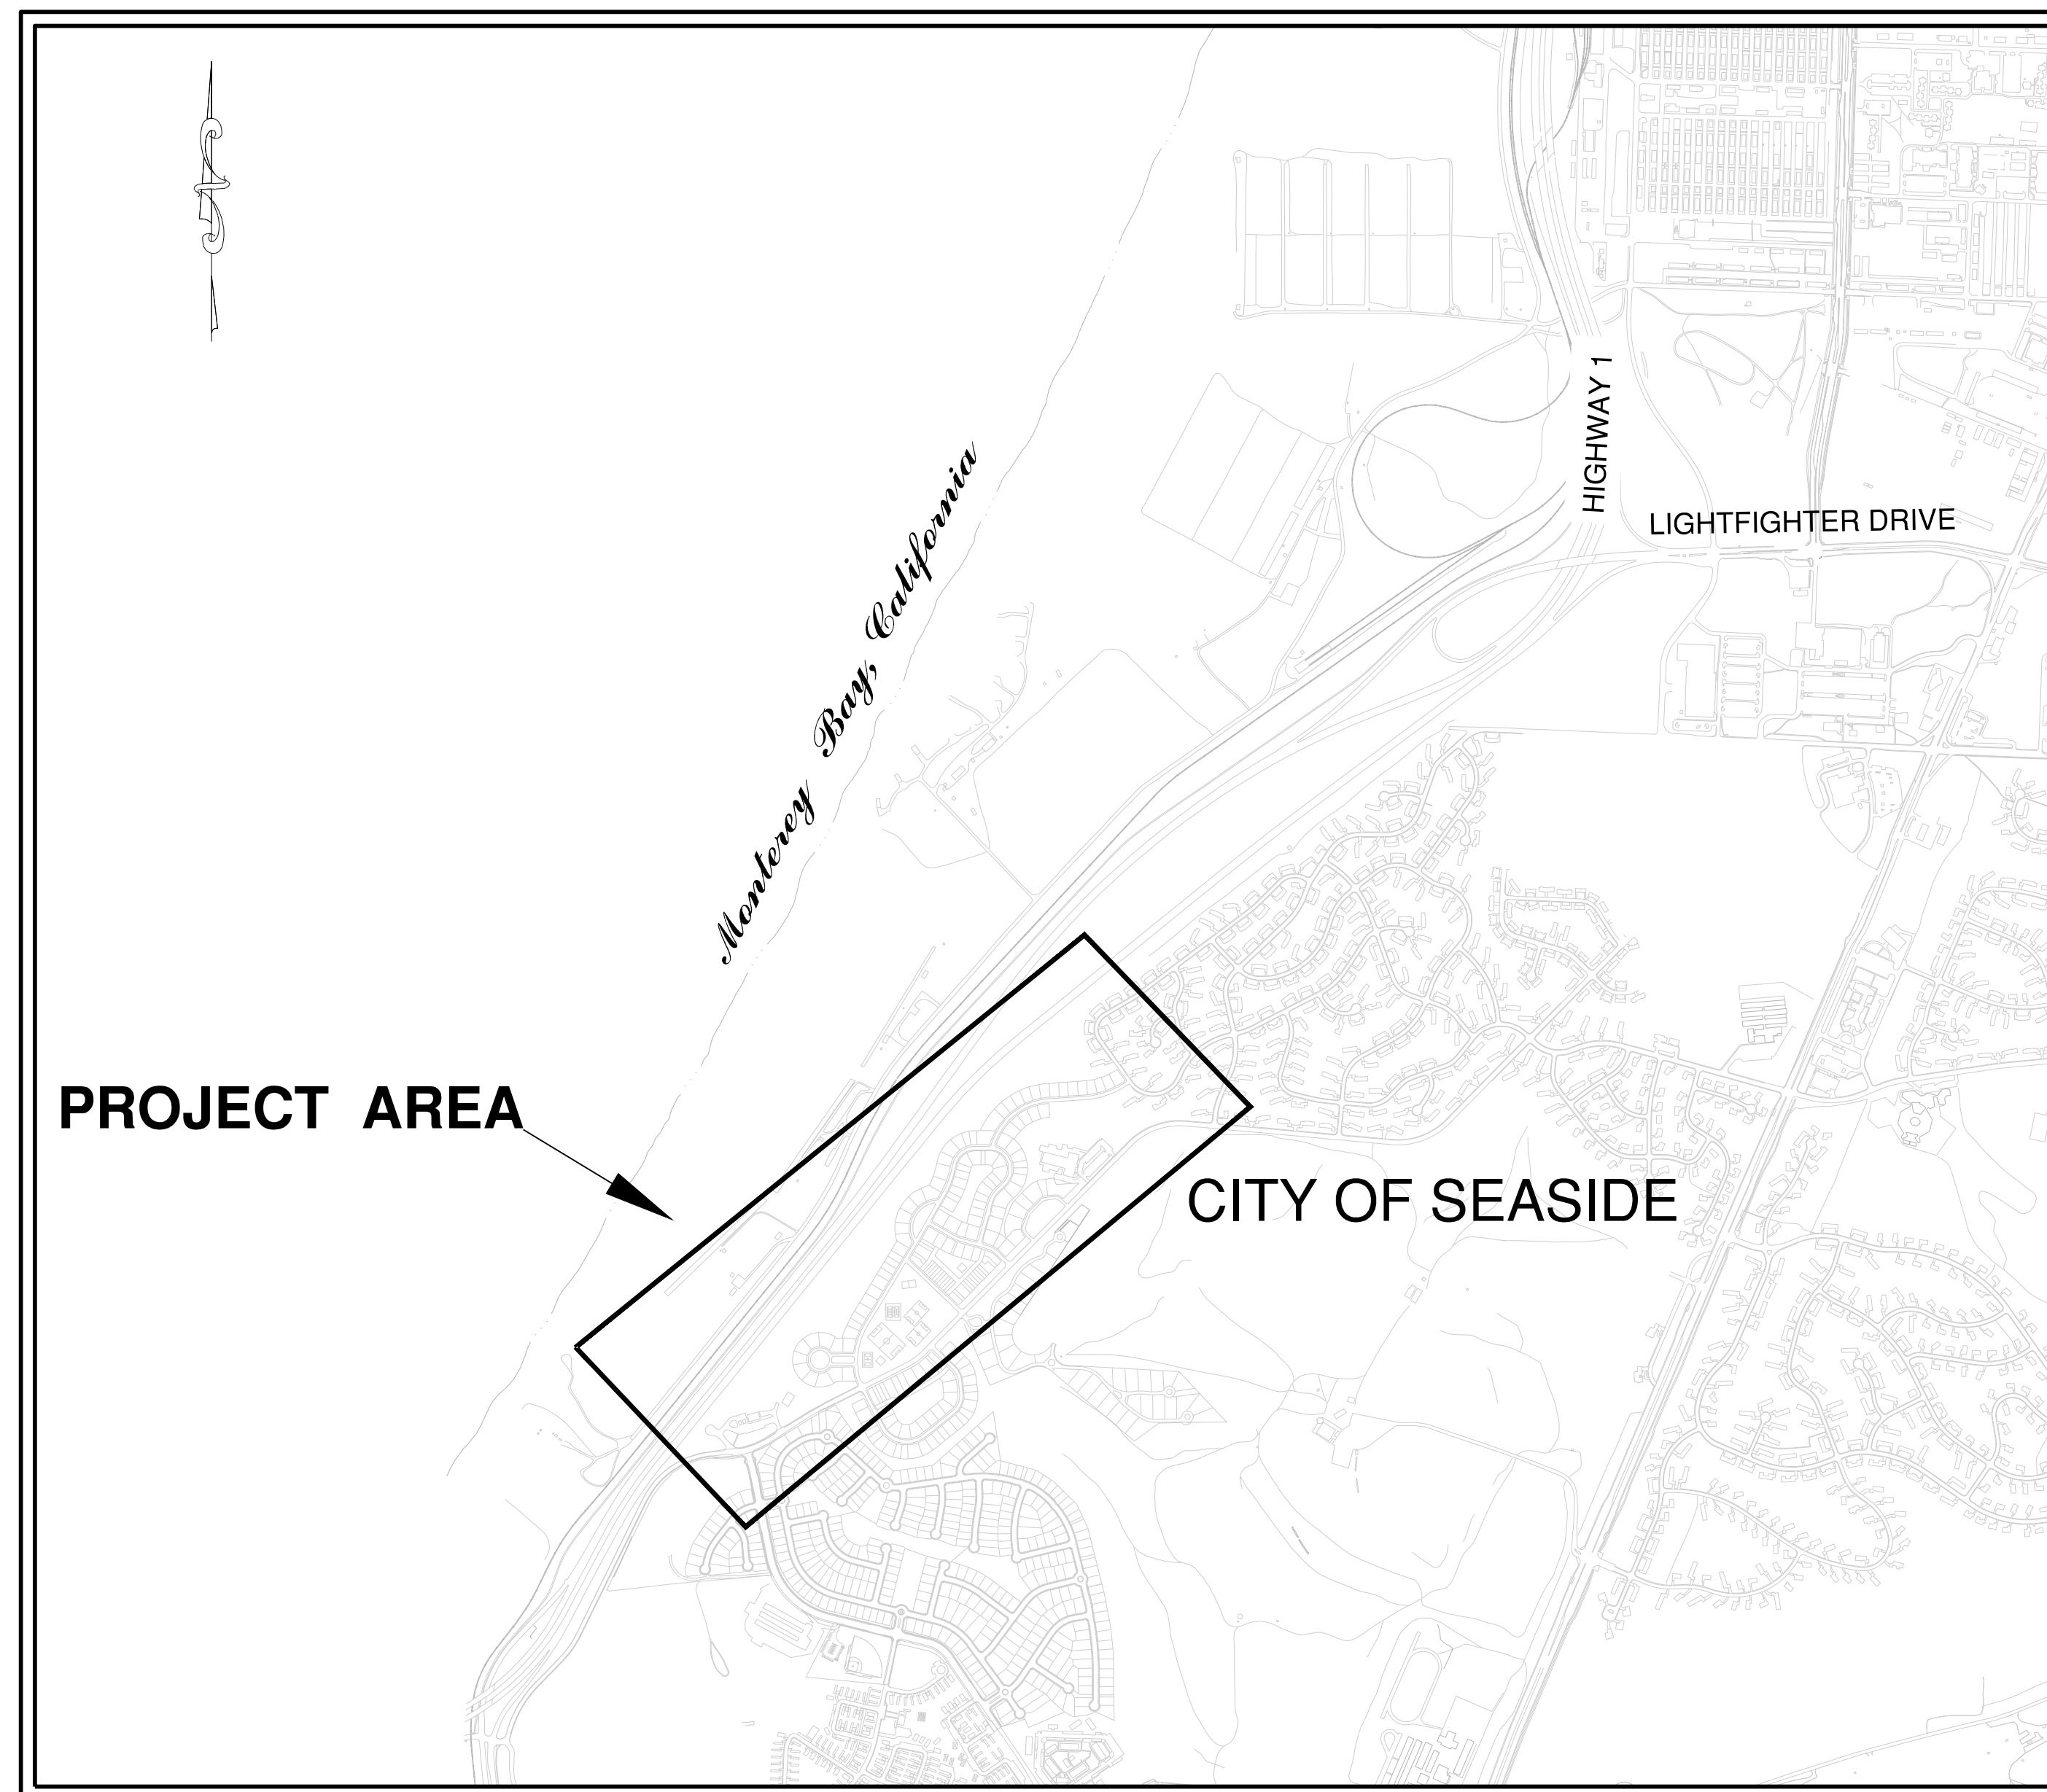 HIGHWAY 1
LIGHTFIGHTER DRIVE
Monterey Bay, California
PROJECT AREA
CITY OF SEASIDE